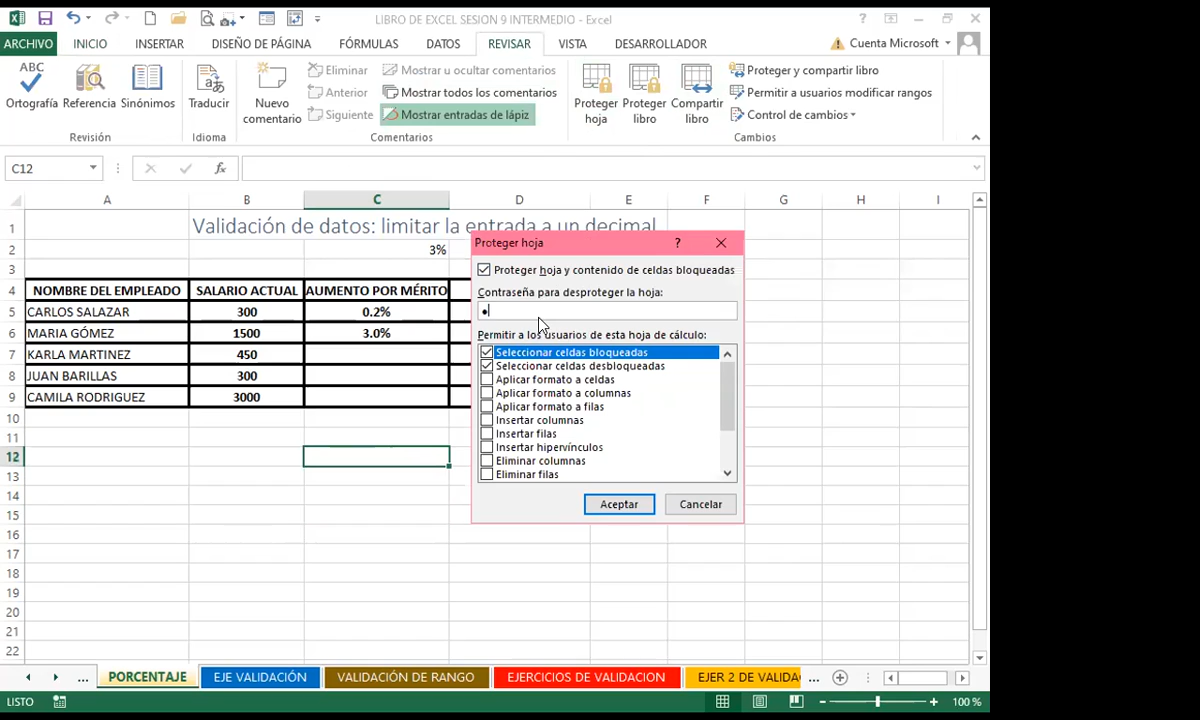 LIBRO DE EXCEL SESION 9 INTERMEDIO - Excel
ARCHIVO INICIO INSERTAR DISEÑO DE PÁGINA FÓRMULAS DATOS REVISAR VISTA DESARROLLADOR Cuenta Microsoft
ABC
Ortografía Referencia Sinónimos
Revisión
Traducir
Idioma
Nuevo comentario
Eliminar
Anterior
Siguiente
Mostrar u ocultar comentarios
Mostrar todos los comentarios
Mostrar entradas de lápiz
Comentarios
Proteger hoja
Proteger libro
Compartir libro
Proteger y compartir libro
Permitir a usuarios modificar rangos
Control de cambios
Cambios
C12 fx
A B C D E F G H I
1 Validación de datos: limitar la entrada a un decimal
2 3%
3
4 NOMBRE DEL EMPLEADO SALARIO ACTUAL AUMENTO POR MÉRITO
5 CARLOS SALAZAR 300 0.2%
6 MARIA GÓMEZ 1500 3.0%
7 KARLA MARTINEZ 450
8 JUAN BARILLAS 300
9 CAMILA RODRIGUEZ 3000
10
11
12
13
14
15
16
17
18
19
20
21
22
Proteger hoja ?
Proteger hoja y contenido de celdas bloqueadas
Contraseña para desproteger la hoja:
Permitir a los usuarios de esta hoja de cálculo:
Seleccionar celdas bloqueadas
Seleccionar celdas desbloqueadas
Aplicar formato a celdas
Aplicar formato a columnas
Aplicar formato a filas
Insertar columnas
Insertar filas
Insertar hipervínculos
Eliminar columnas
Eliminar filas
Aceptar Cancelar
... PORCENTAJE EJE VALIDACIÓN VALIDACIÓN DE RANGO EJERCICIOS DE VALIDACION EJER 2 DE VALIDA ...
LISTO 100 %